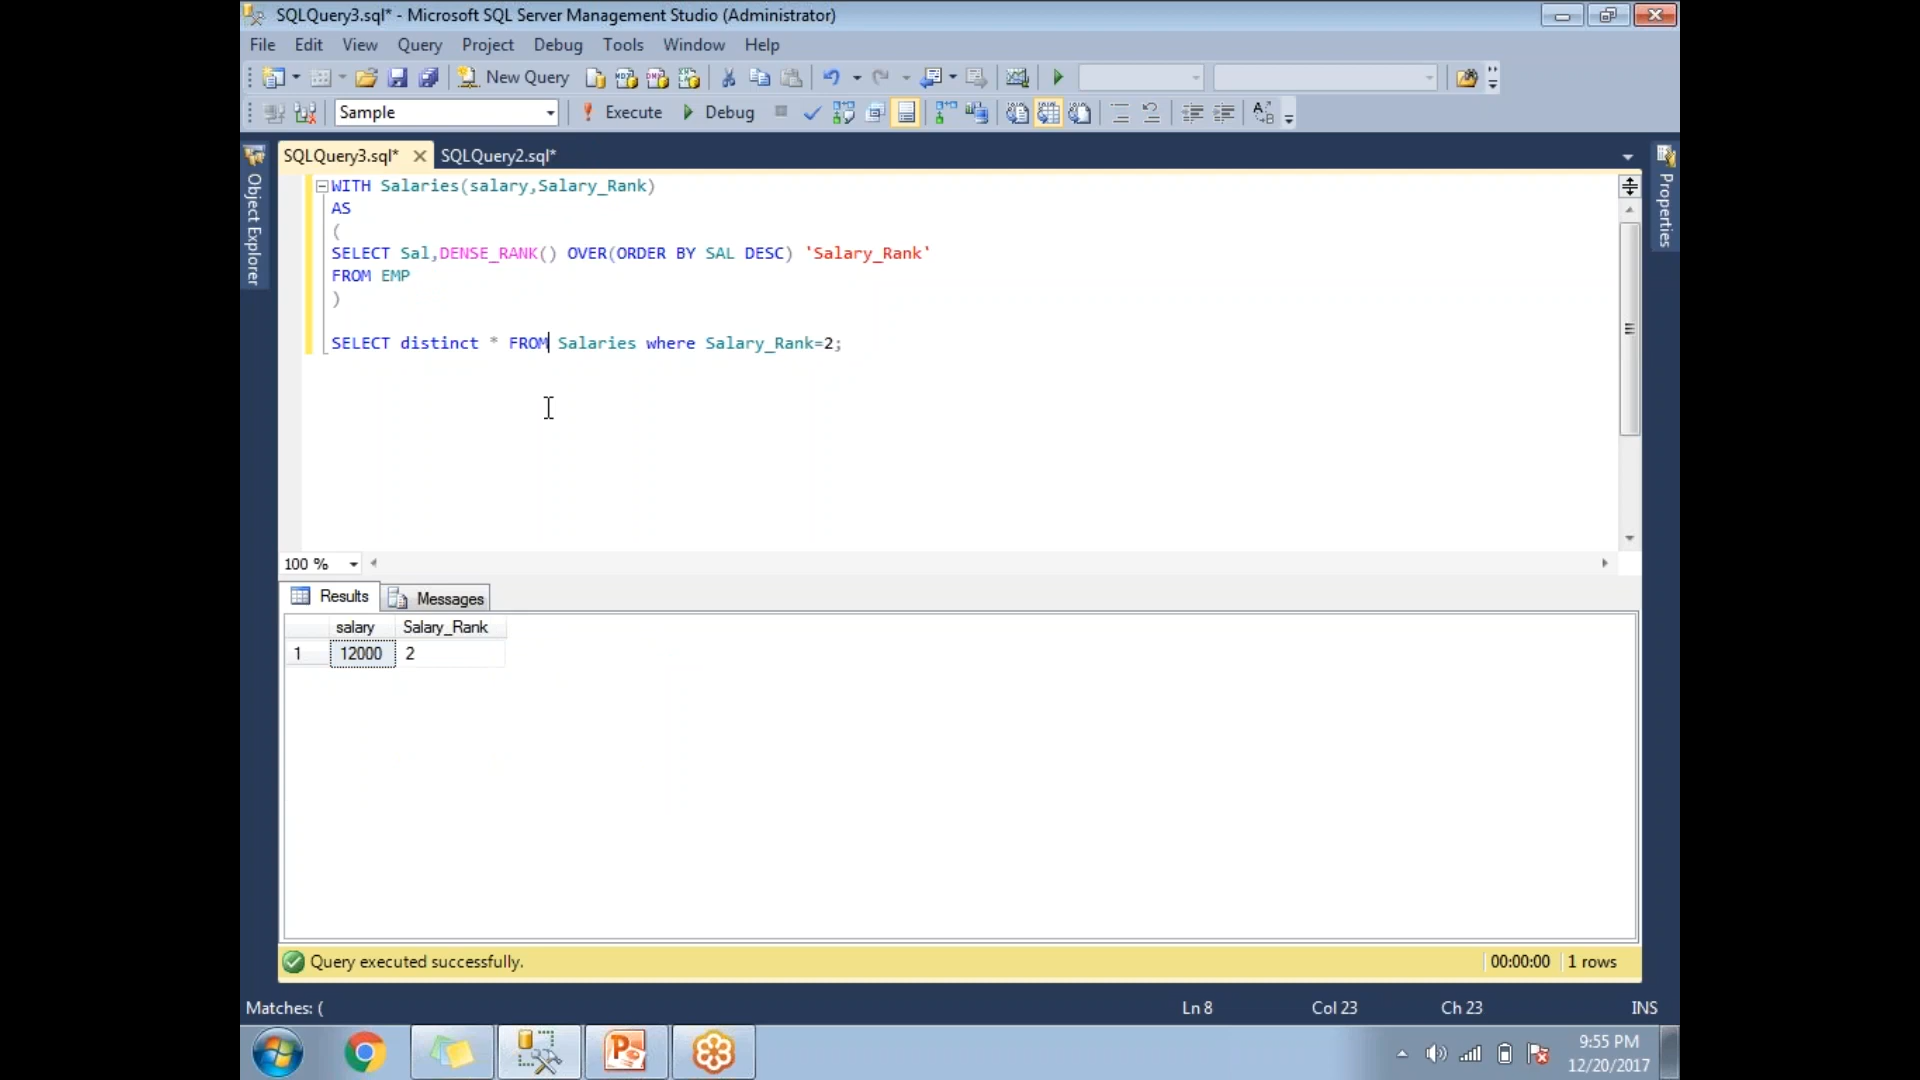 SQLQuery3.sql* - Microsoft SQL Server Management Studio (Administrator)
File Edit View Query Project Debug Tools Window Help
New Query
Sample Execute Debug
SQLQuery3.sql* SQLQuery2.sql*
Object Explorer
Properties
WITH Salaries(salary,Salary_Rank)
AS
(
SELECT Sal,DENSE_RANK() OVER(ORDER BY SAL DESC) 'Salary_Rank'
FROM EMP
)
SELECT distinct * FROM Salaries where Salary_Rank=2;
100 %
Results Messages
salary Salary_Rank
1 12000 2
Query executed successfully. 00:00:00 1 rows
Matches: ( Ln 8 Col 23 Ch 23 INS
9:55 PM
12/20/2017